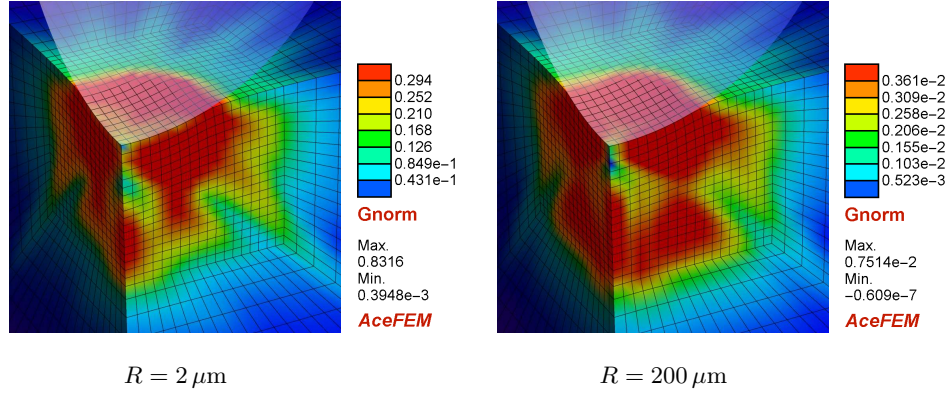 0.294
0.252
0.210
0.168
0.126
0.849e−1
0.431e−1
Gnorm
Max.
0.8316
Min.
0.3948e−3
AceFEM
R = 2 μm
0.361e−2
0.309e−2
0.258e−2
0.206e−2
0.155e−2
0.103e−2
0.523e−3
Gnorm
Max.
0.7514e−2
Min.
−0.609e−7
AceFEM
R = 200 μm